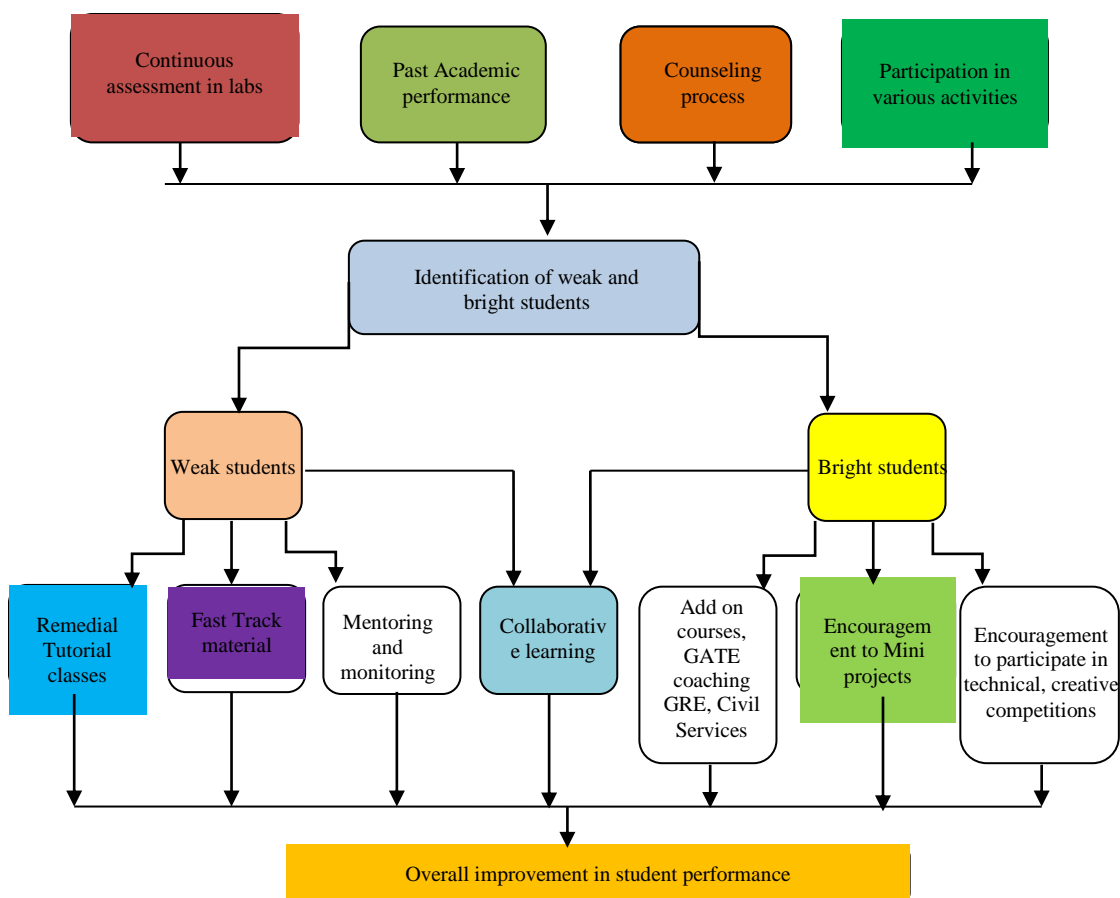 Continuous
assessment in labs
Past Academic
performance
Counseling
process
Participation in
various activities
Identification of weak and
bright students
Weak students
Bright students
Remedial
Tutorial
classes
Fast Track
material
Mentoring
and
monitoring
Collaborativ
e learning
Add on
courses,
GATE
coaching
GRE, Civil
Services
Encouragem
ent to Mini
projects
Encouragement
to participate in
technical, creative
competitions
Overall improvement in student performance